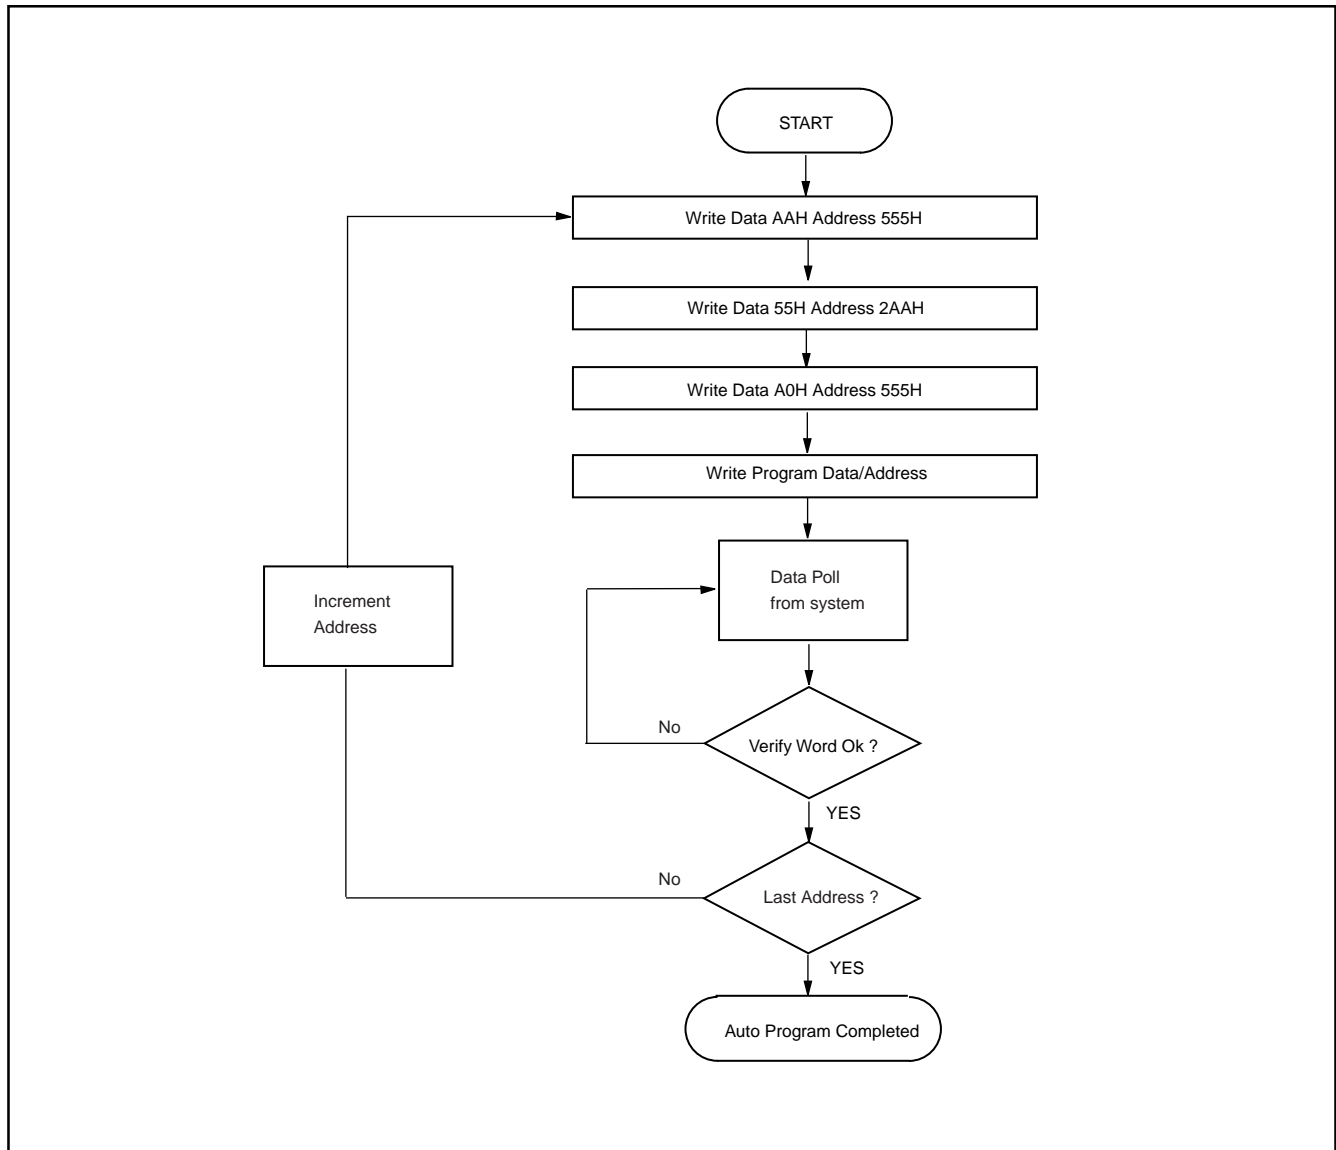 START
Write Data AAH Address 555H
Write Data 55H Address 2AAH
Write Data A0H Address 555H
Write Program Data/Address
Data Poll
from system
Increment
Address
No
Verify Word Ok ?
YES
No
Last Address ?
YES
Auto Program Completed